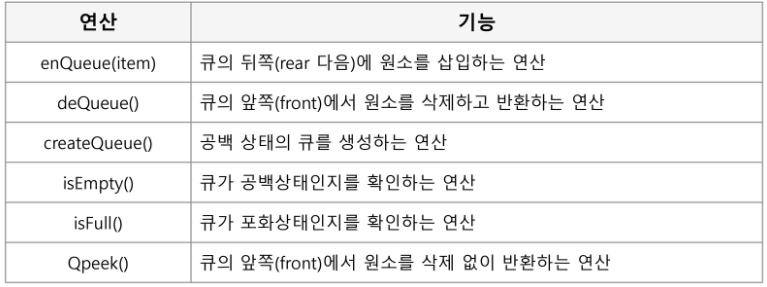 연산 기능
enQueue(item) 큐의 뒤쪽(rear 다음)에 원소를 삽입하는 연산
deQueue() 큐의 앞쪽(front)에서 원소를 삭제하고 반환하는 연산
createQueue() 공백 상태의 큐를 생성하는 연산
isEmpty() 큐가 공백상태인지를 확인하는 연산
isFull() 큐가 포화상태인지를 확인하는 연산
Qpeek() 큐의 앞쪽(front)에서 원소를 삭제 없이 반환하는 연산